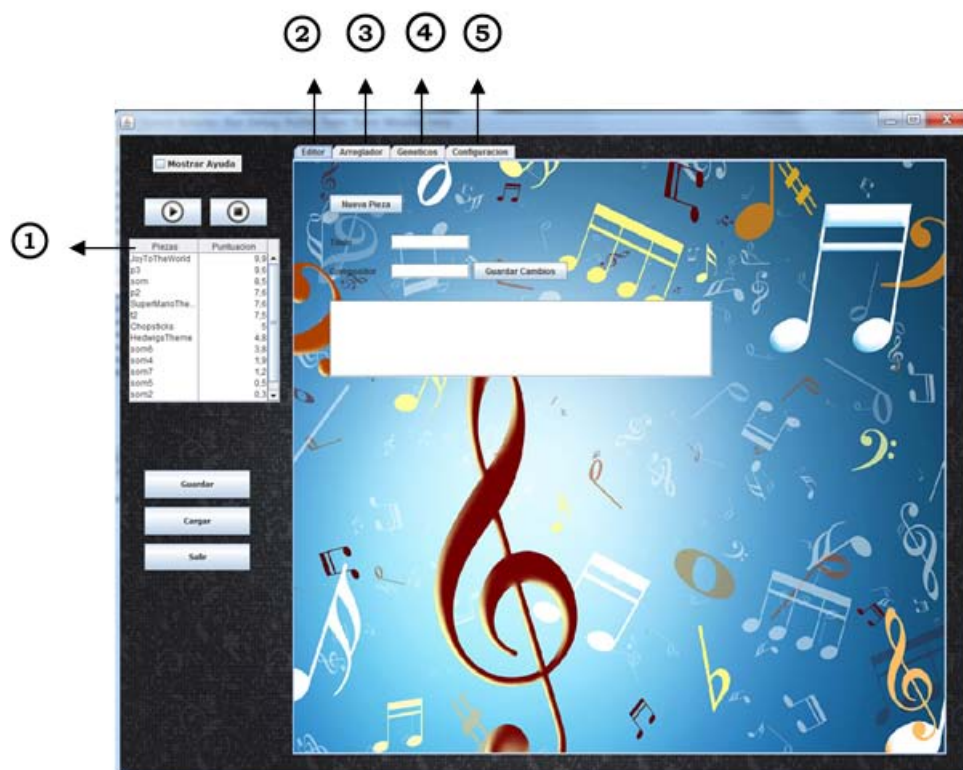 2 3 4 5
Editor Arreglador Geneticos Configuracion
Mostrar Ayuda
Nueva Pieza
1
Piezas Puntuacion
JoyToTheWorld 9,9
p3 9,6
som 8,5
p2 7,6
SuperMarioThe... 7,6
t2 7,5
Chopsticks 5
HedwigsTheme 4,8
som6 3,8
som4 1,9
som7 1,2
som5 0,5
som2 0,3
Compositor Guardar Cambios
Guardar
Cargar
Salir